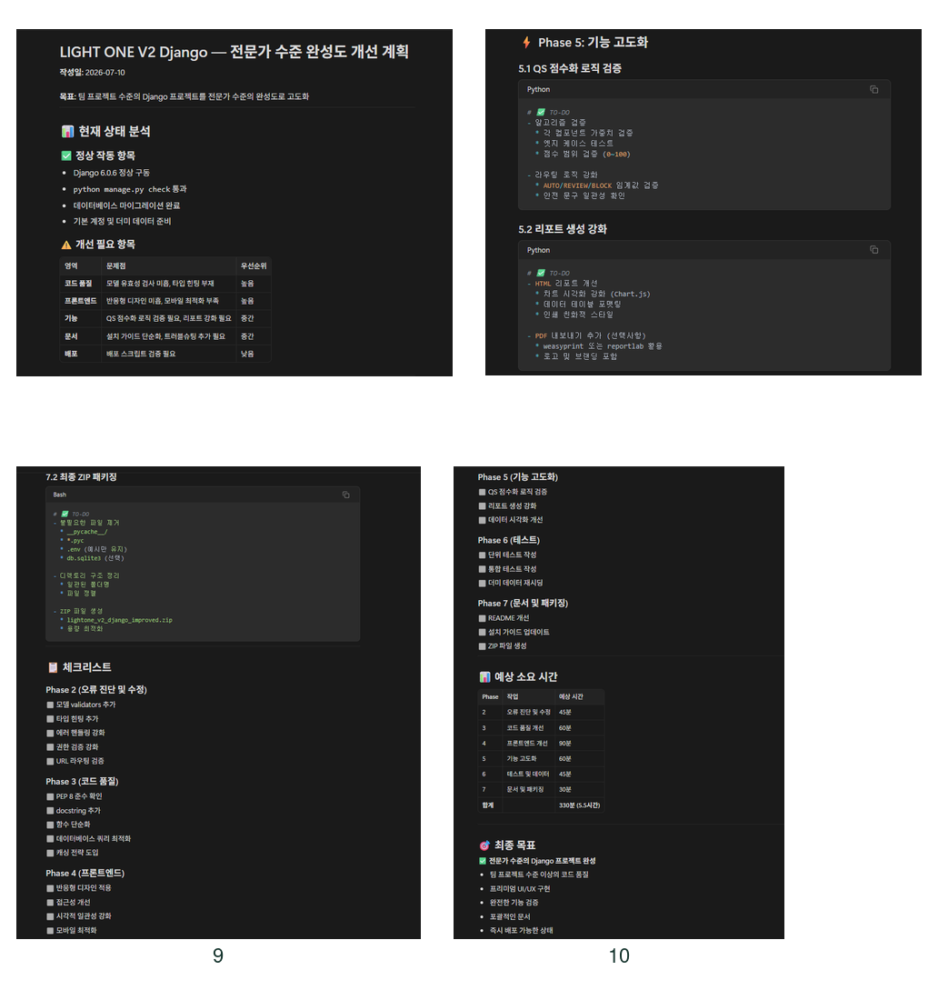 LIGHT ONE V2 Django — 전문가 수준 완성도 개선 계획
작성일: 2026-07-10
목표: 팀 프로젝트 수준의 Django 프로젝트를 전문가 수준의 완성도로 고도화
📊 현재 상태 분석
✅ 정상 작동 항목
• Django 6.0.6 정상 구동
• python manage.py check 통과
• 데이터베이스 마이그레이션 완료
• 기본 계정 및 더미 데이터 준비
⚠️ 개선 필요 항목
영역 문제점 우선순위
코드 품질 모델 유효성 검사 미흡, 타입 힌팅 부재 높음
프론트엔드 반응형 디자인 미흡, 모바일 최적화 부족 높음
기능 QS 점수화 로직 검증 필요, 리포트 강화 필요 중간
문서 설치 가이드 단순화, 트러블슈팅 추가 필요 중간
배포 배포 스크립트 검증 필요 낮음
⚡ Phase 5: 기능 고도화
5.1 QS 점수화 로직 검증
Python
# ✅ TO-DO
- 알고리즘 검증
* 각 컴포넌트 가중치 검증
* 엣지 케이스 테스트
* 점수 범위 검증 (0~100)
- 라우팅 로직 강화
* AUTO/REVIEW/BLOCK 임계값 검증
* 안전 문구 일관성 확인
5.2 리포트 생성 강화
Python
# ✅ TO-DO
- HTML 리포트 개선
* 차트 시각화 강화 (Chart.js)
* 데이터 테이블 포맷팅
* 인쇄 친화적 스타일
- PDF 내보내기 추가 (선택사항)
* weasyprint 또는 reportlab 활용
* 로고 및 브랜딩 포함
7.2 최종 ZIP 패키징
Bash
# ✅ TO-DO
- 불필요한 파일 제거
* __pycache__/
* *.pyc
* .env (예시만 유지)
* db.sqlite3 (선택)
- 디렉토리 구조 정리
* 일관된 폴더명
* 파일 정렬
- ZIP 파일 생성
* lightone_v2_django_improved.zip
* 용량 최적화
📋 체크리스트
Phase 2 (오류 진단 및 수정)
모델 validators 추가
타입 힌팅 추가
에러 핸들링 강화
권한 검증 강화
URL 라우팅 검증
Phase 3 (코드 품질)
PEP 8 준수 확인
docstring 추가
함수 단순화
데이터베이스 쿼리 최적화
캐싱 전략 도입
Phase 4 (프론트엔드)
반응형 디자인 적용
접근성 개선
시각적 일관성 강화
모바일 최적화
9
Phase 5 (기능 고도화)
QS 점수화 로직 검증
리포트 생성 강화
데이터 시각화 개선
Phase 6 (테스트)
단위 테스트 작성
통합 테스트 작성
더미 데이터 재시딩
Phase 7 (문서 및 패키징)
README 개선
설치 가이드 업데이트
ZIP 파일 생성
📊 예상 소요 시간
Phase 작업 예상 시간
2 오류 진단 및 수정 45분
3 코드 품질 개선 60분
4 프론트엔드 개선 90분
5 기능 고도화 60분
6 테스트 및 데이터 45분
7 문서 및 패키징 30분
합계 330분 (5.5시간)
🎯 최종 목표
✅ 전문가 수준의 Django 프로젝트 완성
• 팀 프로젝트 수준 이상의 코드 품질
• 프리미엄 UI/UX 구현
• 완전한 기능 검증
• 포괄적인 문서
• 즉시 배포 가능한 상태
10